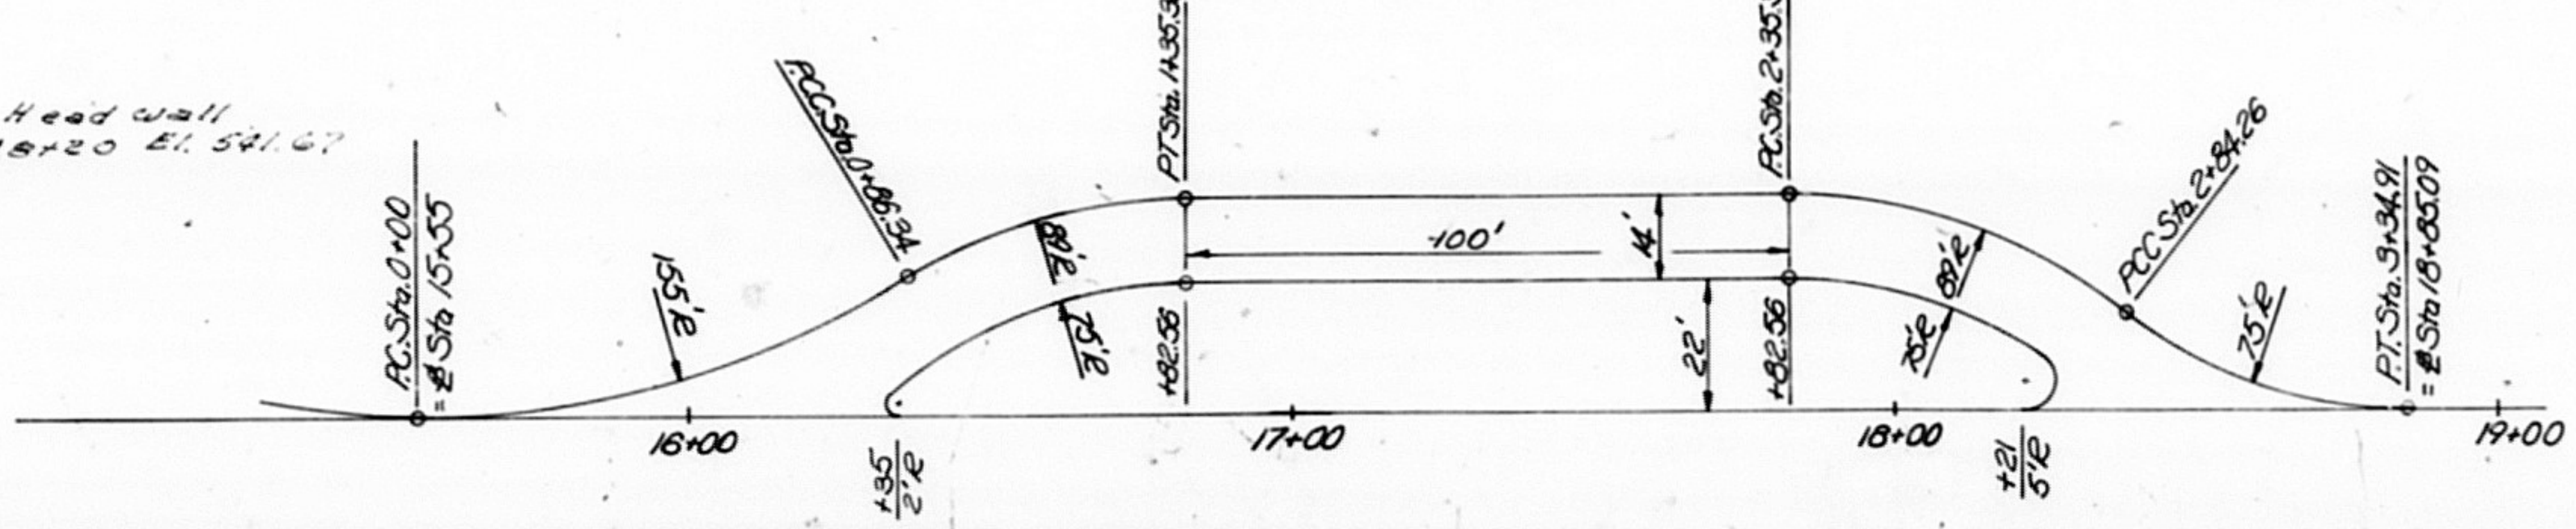 Head wall
18+20 El. 541.67
P.C. Sta. 0+00
= ⅊ Sta 15+55
155'R
P.C.C. Sta. 0+86.34
89'R
75'R
P.T. Sta. 1+35.3
+82.56
100'
14'
22'
P.C. Sta. 2+35.
+82.56
89'R
75'R
P.C.C. Sta. 2+84.26
75'R
P.T. Sta. 3+34.91
= ⅊ Sta 18+85.09
16+00
17+00
18+00
19+00
+35
2'R
+21
5'R